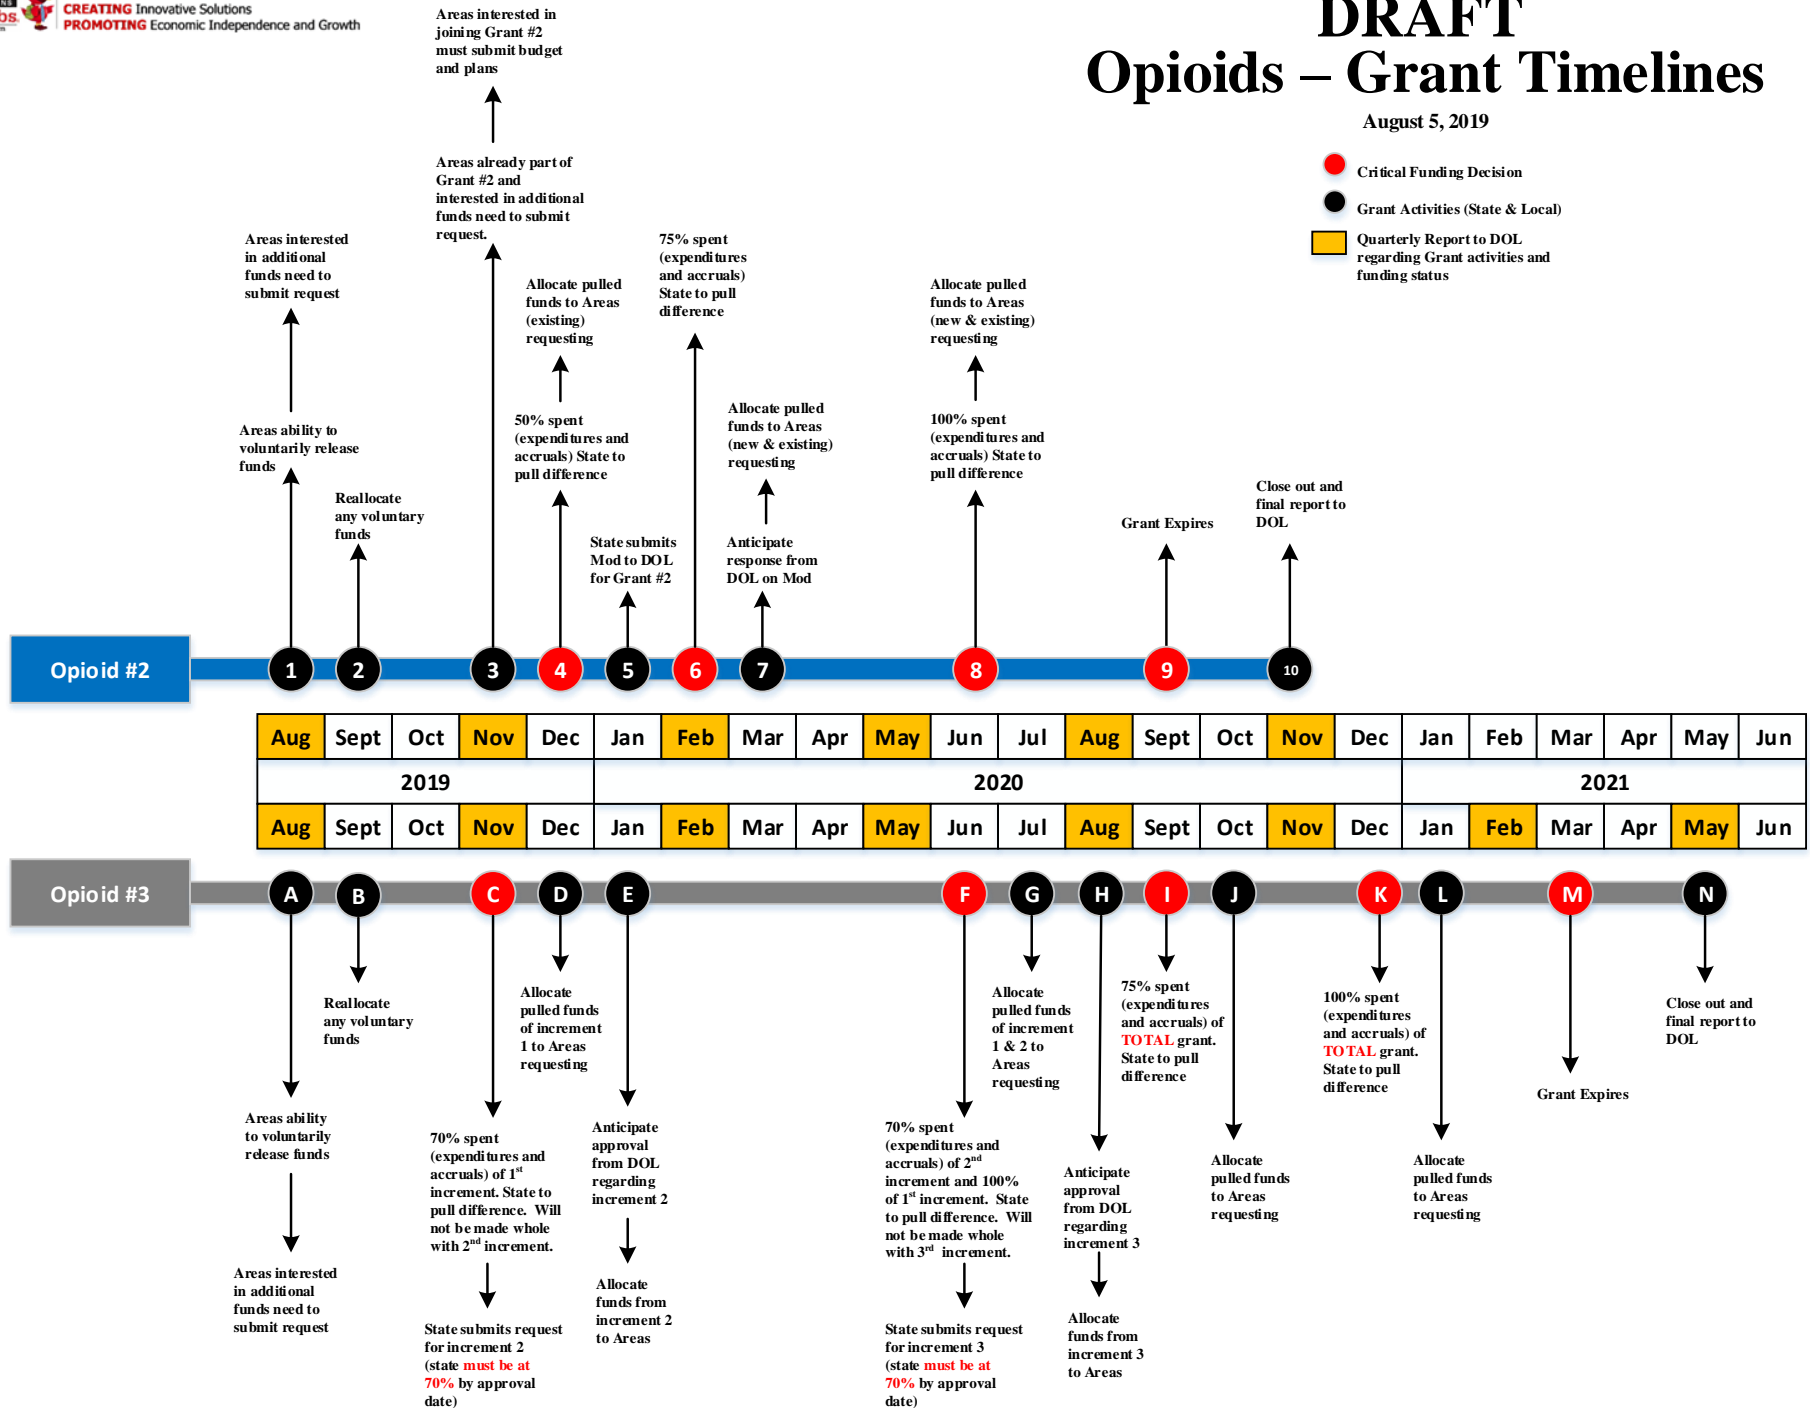 CREATING Innovative Solutions
PROMOTING Economic Independence and Growth
DRAFT
Opioids – Grant Timelines
August 5, 2019
Critical Funding Decision
Grant Activities (State & Local)
Quarterly Report to DOL
regarding Grant activities and
funding status
Areas interested in
joining Grant #2
must submit budget
and plans
Areas already part of
Grant #2 and
interested in additional
funds need to submit
request.
Areas interested
in additional
funds need to
submit request
Areas ability to
voluntarily release
funds
Reallocate
any voluntary
funds
Allocate pulled
funds to Areas
(existing)
requesting
50% spent
(expenditures and
accruals) State to
pull difference
State submits
Mod to DOL
for Grant #2
75% spent
(expenditures
and accruals)
State to pull
difference
Allocate pulled
funds to Areas
(new & existing)
requesting
Anticipate
response from
DOL on Mod
Allocate pulled
funds to Areas
(new & existing)
requesting
100% spent
(expenditures and
accruals) State to
pull difference
Grant Expires
Close out and
final report to
DOL
Opioid #2
1 2 3 4 5 6 7 8 9 10
Aug Sept Oct Nov Dec Jan Feb Mar Apr May Jun Jul Aug Sept Oct Nov Dec Jan Feb Mar Apr May Jun
2019 2020 2021
Aug Sept Oct Nov Dec Jan Feb Mar Apr May Jun Jul Aug Sept Oct Nov Dec Jan Feb Mar Apr May Jun
Opioid #3
A B C D E F G H I J K L M N
Areas ability
to voluntarily
release funds
Areas interested
in additional
funds need to
submit request
Reallocate
any voluntary
funds
70% spent
(expenditures and
accruals) of 1st
increment. State to
pull difference. Will
not be made whole
with 2nd increment.
State submits request
for increment 2
(state must be at
70% by approval
date)
Allocate
pulled funds
of increment
1 to Areas
requesting
Anticipate
approval
from DOL
regarding
increment 2
Allocate
funds from
increment 2
to Areas
70% spent
(expenditures and
accruals) of 2nd
increment and 100%
of 1st increment. State
to pull difference. Will
not be made whole
with 3rd increment.
State submits request
for increment 3
(state must be at
70% by approval
date)
Allocate
pulled funds
of increment
1 & 2 to
Areas
requesting
Anticipate
approval
from DOL
regarding
increment 3
Allocate
funds from
increment 3
to Areas
75% spent
(expenditures
and accruals) of
TOTAL grant.
State to pull
difference
Allocate
pulled funds
to Areas
requesting
100% spent
(expenditures
and accruals) of
TOTAL grant.
State to pull
difference
Allocate
pulled funds
to Areas
requesting
Grant Expires
Close out and
final report to
DOL